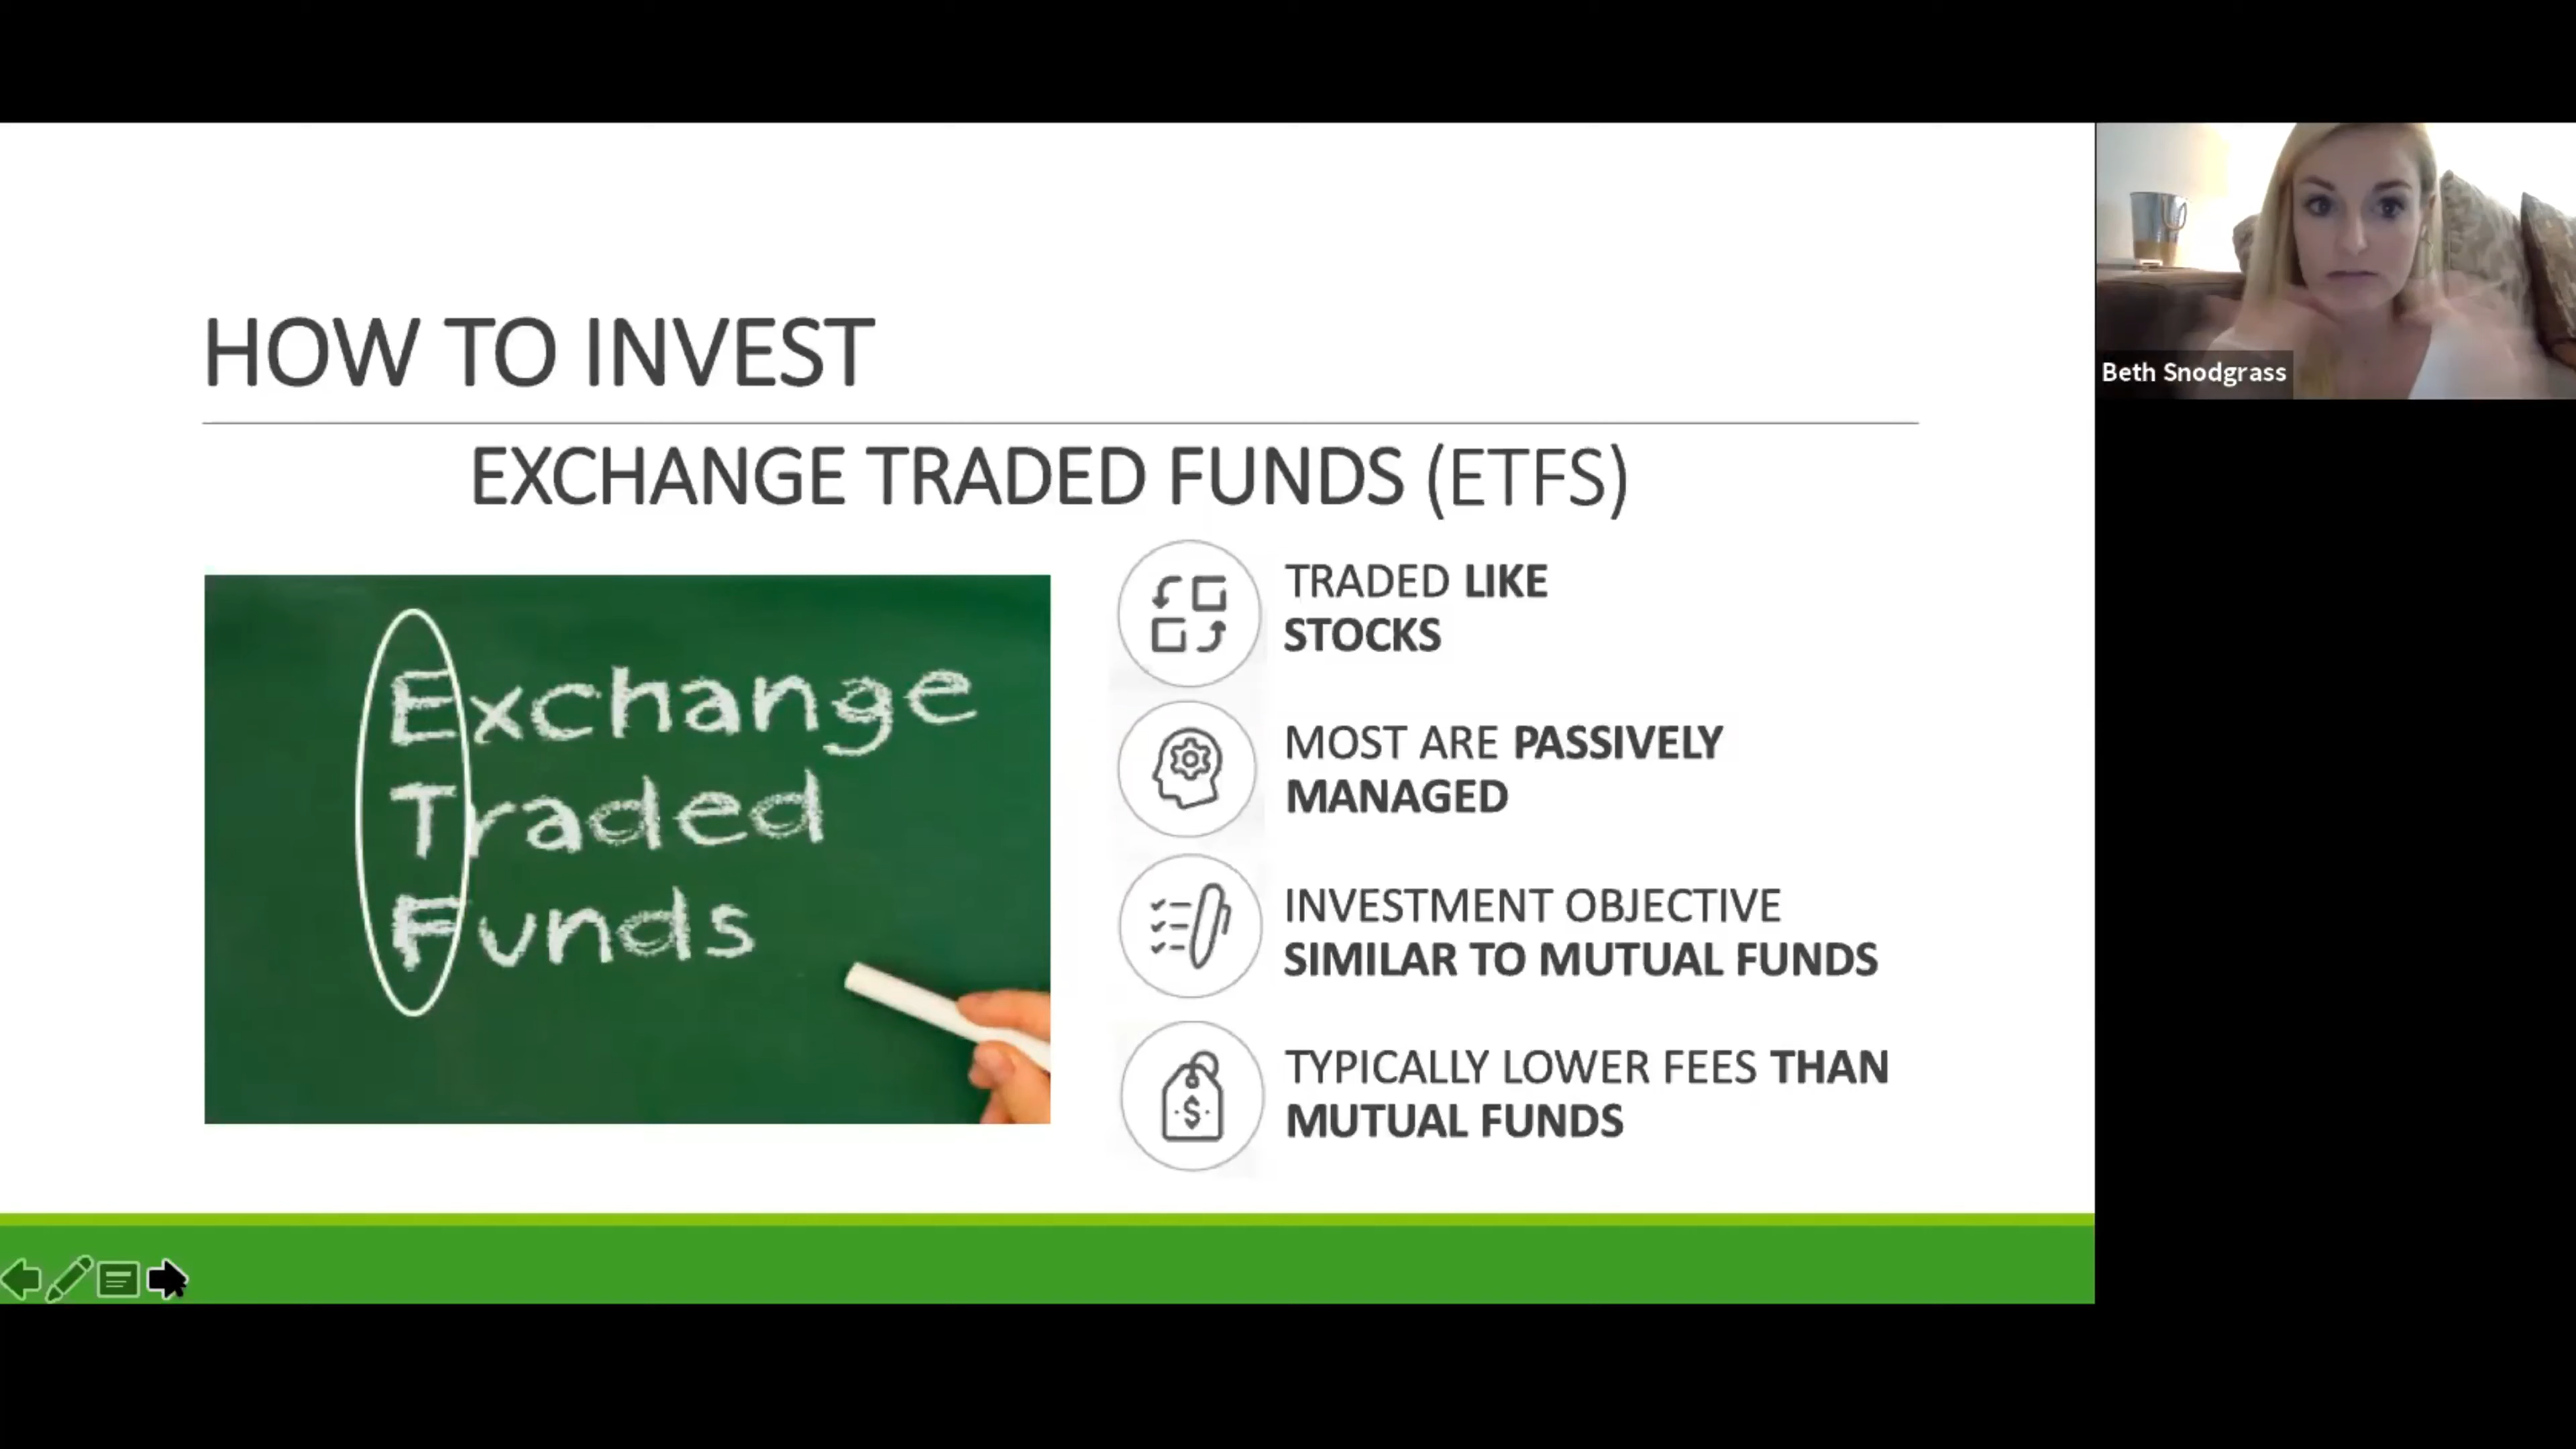 HOW TO INVEST
EXCHANGE TRADED FUNDS (ETFS)
Exchange
Traded
Funds
TRADED LIKE
STOCKS
MOST ARE PASSIVELY
MANAGED
INVESTMENT OBJECTIVE
SIMILAR TO MUTUAL FUNDS
$
TYPICALLY LOWER FEES THAN
MUTUAL FUNDS
Beth Snodgrass